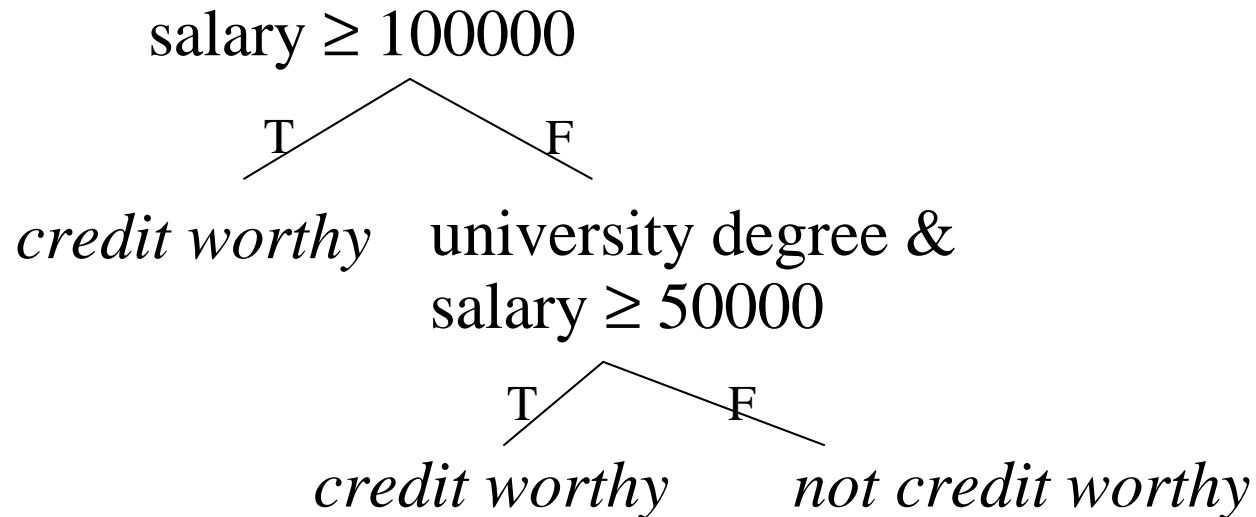 salary ≥ 100000
T
F
credit worthy
university degree &
salary ≥ 50000
T
F
credit worthy
not credit worthy